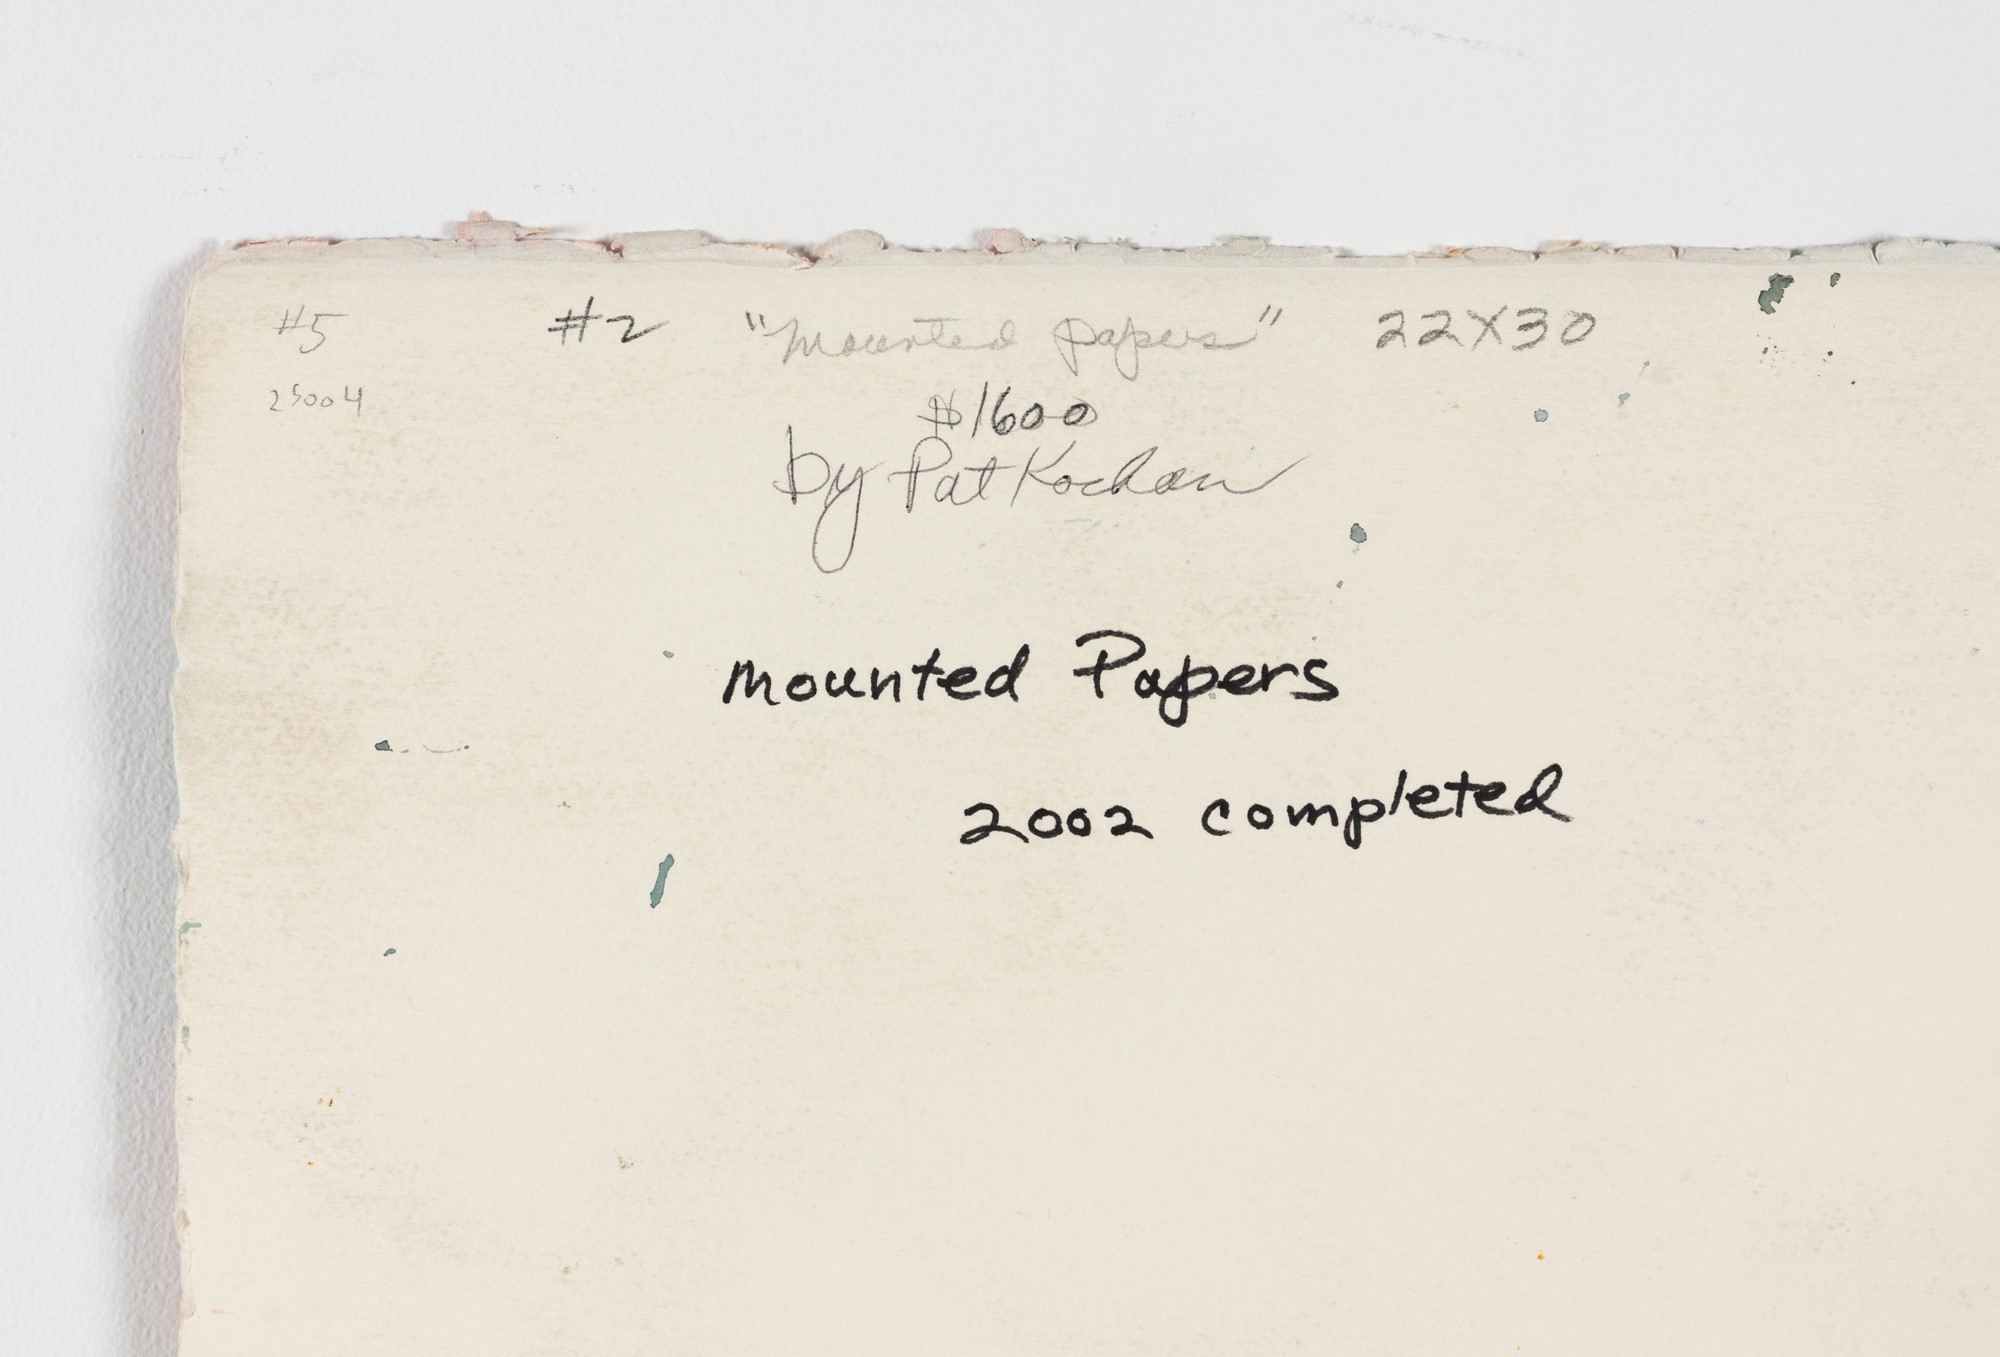 #5 #2 "Mounted papers" 22X30
25004
$1600
by Pat Kochan
Mounted Papers
2002 completed